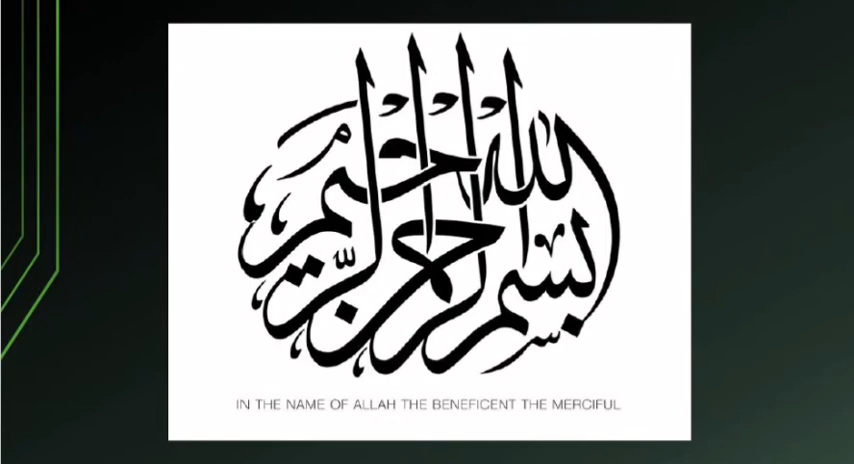 بسم الله الرحمن الرحيم
IN THE NAME OF ALLAH THE BENEFICENT THE MERCIFUL